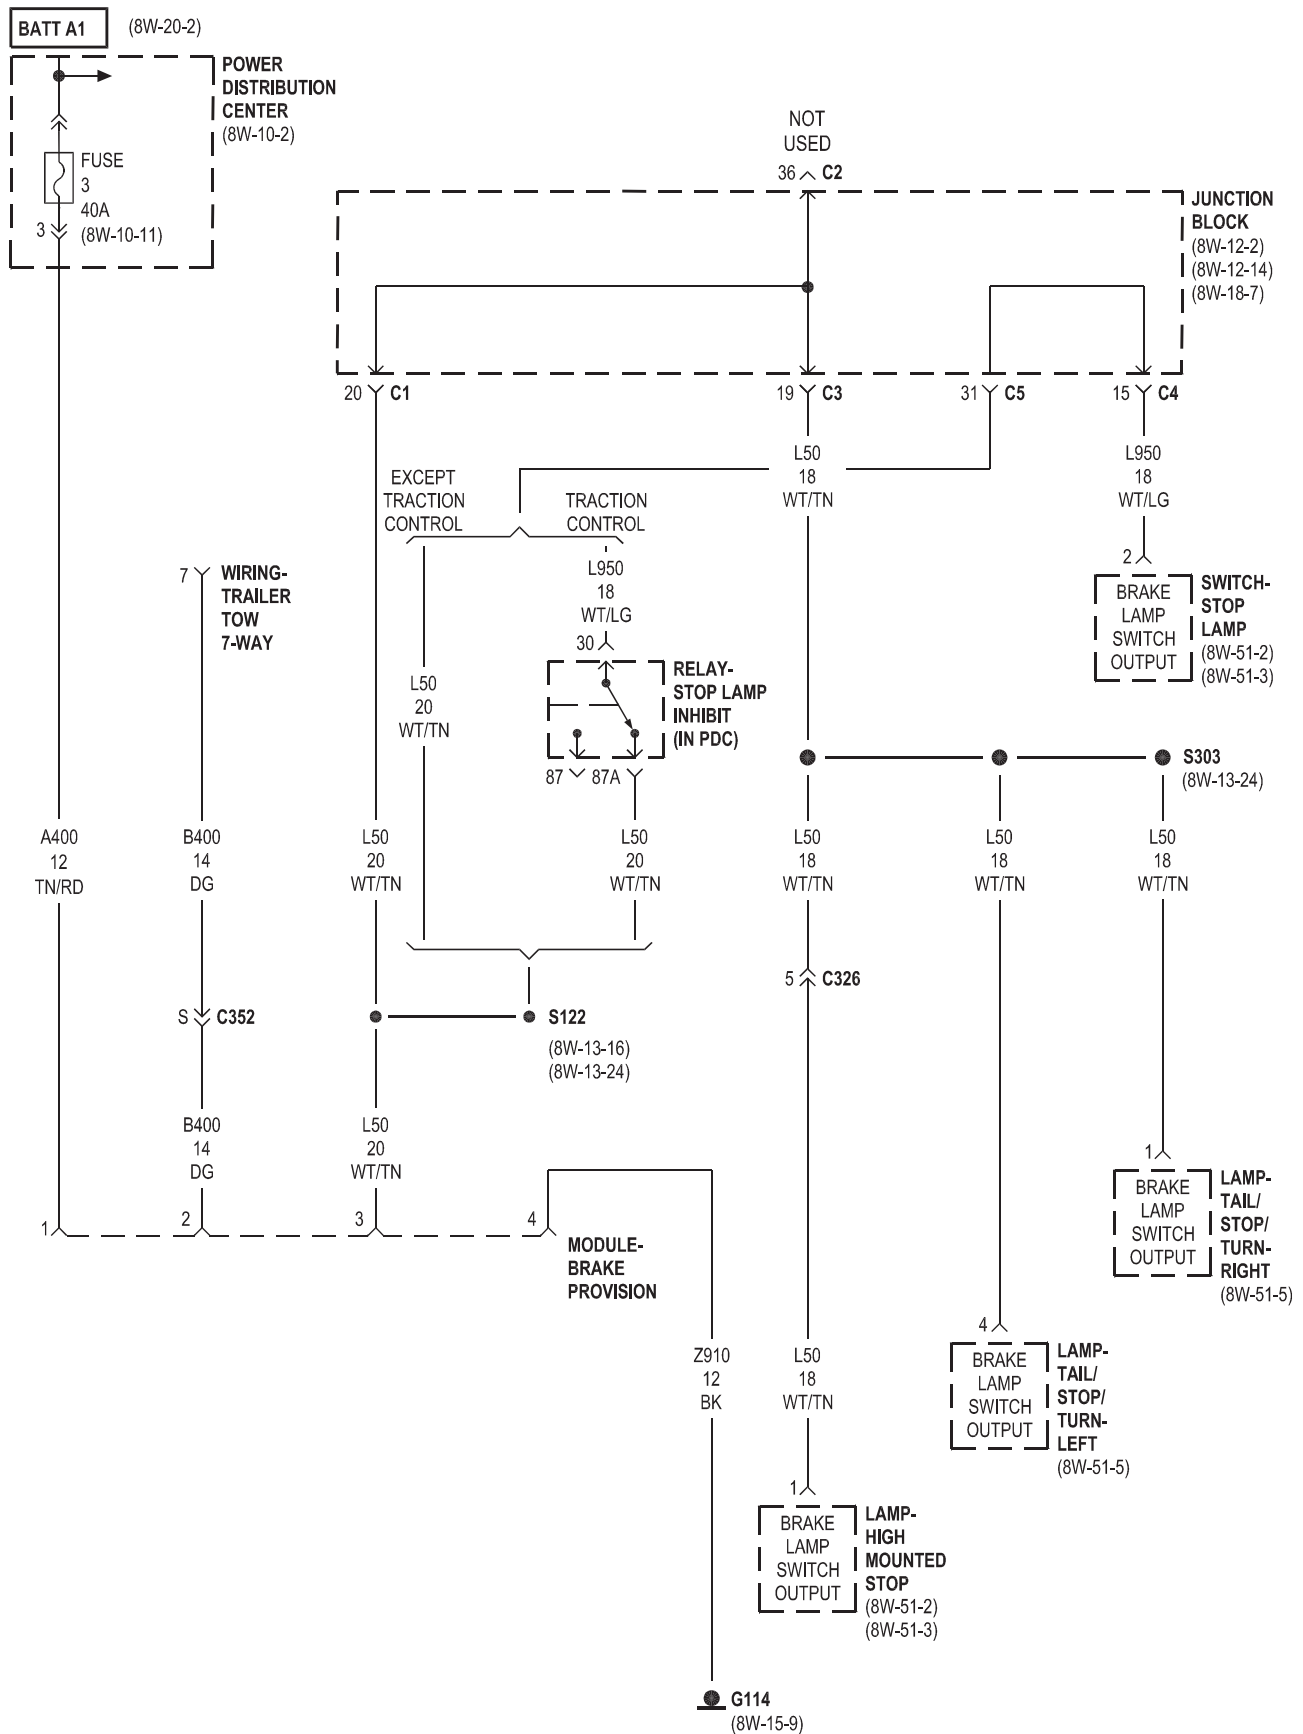 BATT A1
(8W-20-2)
POWER
DISTRIBUTION
CENTER
(8W-10-2)
FUSE
3
40A
(8W-10-11)
3
NOT
USED
36 C2
JUNCTION
BLOCK
(8W-12-2)
(8W-12-14)
(8W-18-7)
20 C1
19 C3
31 C5
15 C4
L50
18
WT/TN
L950
18
WT/LG
EXCEPT
TRACTION
CONTROL
TRACTION
CONTROL
L950
18
WT/LG
30
RELAY-
STOP LAMP
INHIBIT
(IN PDC)
87
87A
L50
20
WT/TN
2
BRAKE
LAMP
SWITCH
OUTPUT
SWITCH-
STOP
LAMP
(8W-51-2)
(8W-51-3)
7
WIRING-
TRAILER
TOW
7-WAY
S303
(8W-13-24)
A400
12
TN/RD
B400
14
DG
L50
20
WT/TN
L50
20
WT/TN
L50
18
WT/TN
L50
18
WT/TN
L50
18
WT/TN
5 C326
S C352
S122
(8W-13-16)
(8W-13-24)
B400
14
DG
L50
20
WT/TN
1
2
3
4
MODULE-
BRAKE
PROVISION
1
BRAKE
LAMP
SWITCH
OUTPUT
LAMP-
TAIL/
STOP/
TURN-
RIGHT
(8W-51-5)
4
BRAKE
LAMP
SWITCH
OUTPUT
LAMP-
TAIL/
STOP/
TURN-
LEFT
(8W-51-5)
Z910
12
BK
L50
18
WT/TN
1
BRAKE
LAMP
SWITCH
OUTPUT
LAMP-
HIGH
MOUNTED
STOP
(8W-51-2)
(8W-51-3)
G114
(8W-15-9)